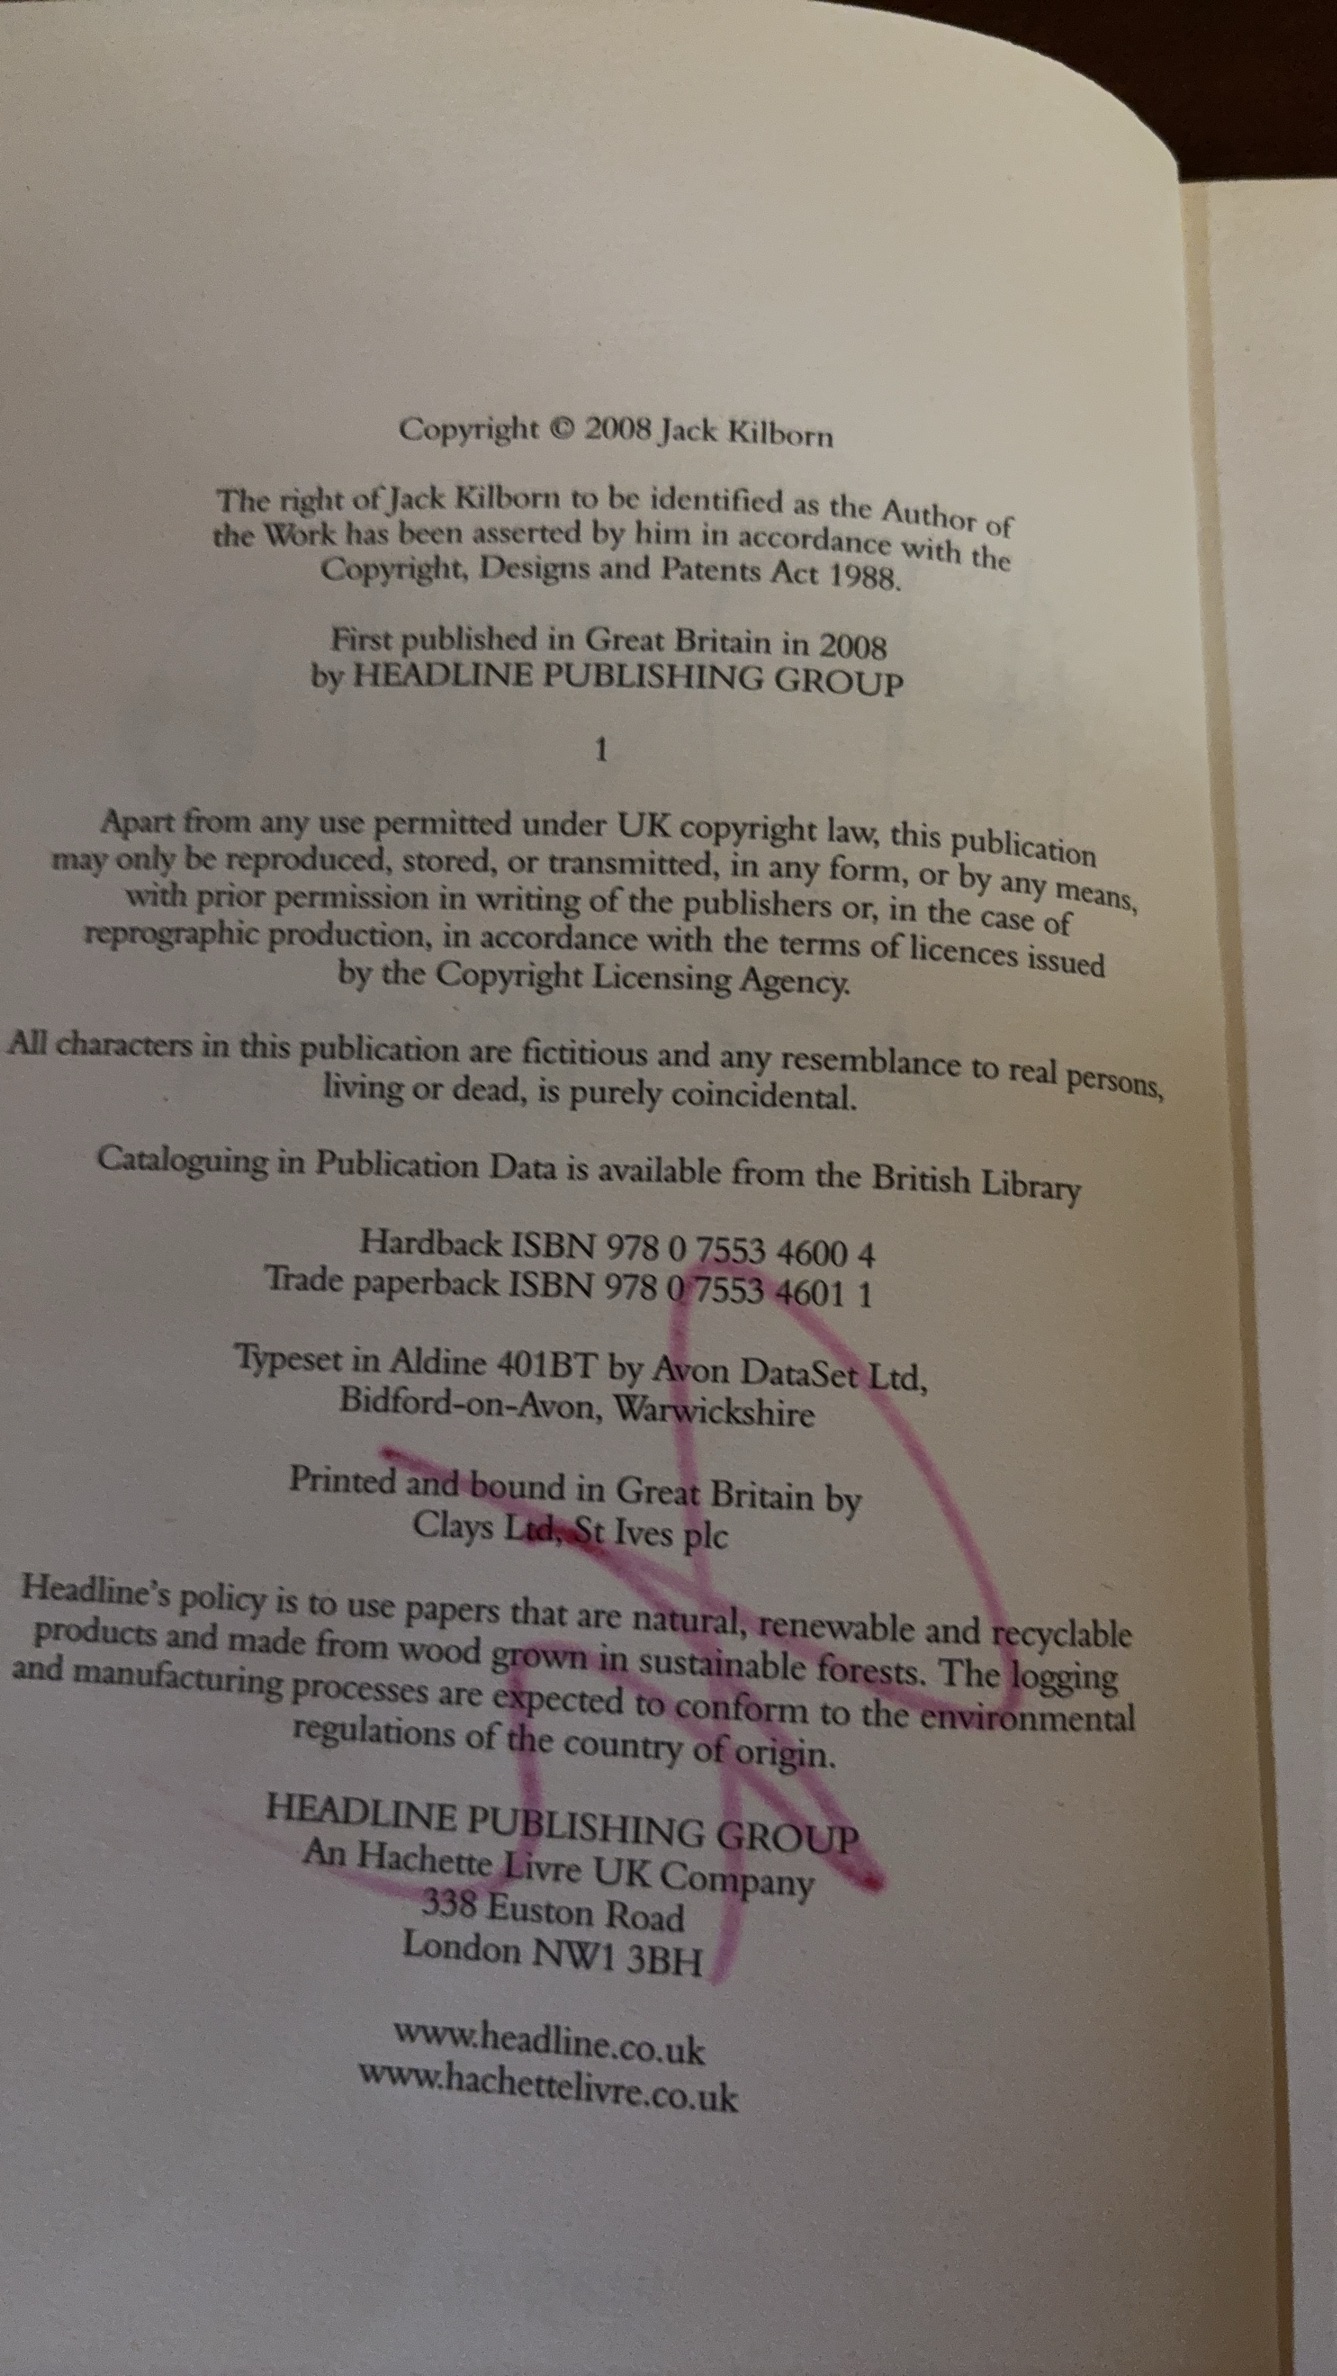 Copyright © 2008 Jack Kilborn
The right of Jack Kilborn to be identified as the Author of
the Work has been asserted by him in accordance with the
Copyright, Designs and Patents Act 1988.
First published in Great Britain in 2008
by HEADLINE PUBLISHING GROUP
1
Apart from any use permitted under UK copyright law, this publication
may only be reproduced, stored, or transmitted, in any form, or by any means,
with prior permission in writing of the publishers or, in the case of
reprographic production, in accordance with the terms of licences issued
by the Copyright Licensing Agency.
All characters in this publication are fictitious and any resemblance to real persons,
living or dead, is purely coincidental.
Cataloguing in Publication Data is available from the British Library
Hardback ISBN 978 0 7553 4600 4
Trade paperback ISBN 978 0 7553 4601 1
Typeset in Aldine 401BT by Avon DataSet Ltd,
Bidford-on-Avon, Warwickshire
Printed and bound in Great Britain by
Clays Ltd, St Ives plc
Headline's policy is to use papers that are natural, renewable and recyclable
products and made from wood grown in sustainable forests. The logging
and manufacturing processes are expected to conform to the environmental
regulations of the country of origin.
HEADLINE PUBLISHING GROUP
An Hachette Livre UK Company
338 Euston Road
London NW1 3BH
www.headline.co.uk
www.hachettelivre.co.uk